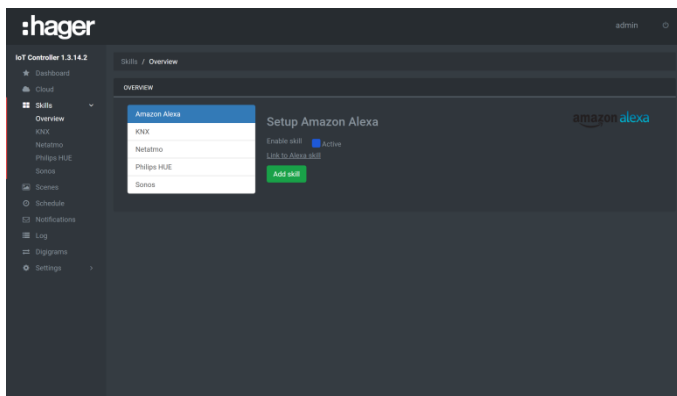 :hager
admin
IoT Controller 1.3.14.2
Dashboard
Cloud
Skills
Overview
KNX
Netatmo
Philips HUE
Sonos
Scenes
Schedule
Notifications
Log
Digigrams
Settings
Skills / Overview
OVERVIEW
Amazon Alexa
KNX
Netatmo
Philips HUE
Sonos
Setup Amazon Alexa
Enable skill Active
Link to Alexa skill
Add skill
amazon alexa